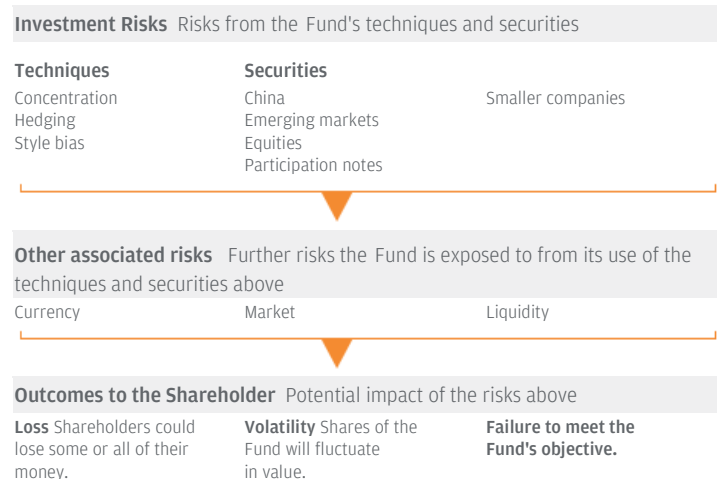 Investment Risks Risks from the Fund's techniques and securities
Techniques
Concentration
Hedging
Style bias
Securities
China
Emerging markets
Equities
Participation notes
Smaller companies
Other associated risks Further risks the Fund is exposed to from its use of the
techniques and securities above
Currency
Market
Liquidity
Outcomes to the Shareholder Potential impact of the risks above
Loss Shareholders could
lose some or all of their
money.
Volatility Shares of the
Fund will fluctuate
in value.
Failure to meet the
Fund's objective.